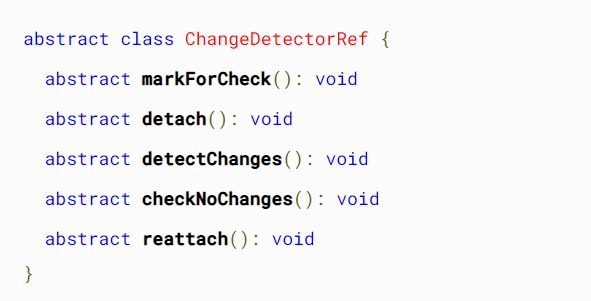 abstract class ChangeDetectorRef {
abstract markForCheck(): void
abstract detach(): void
abstract detectChanges(): void
abstract checkNoChanges(): void
abstract reattach(): void
}